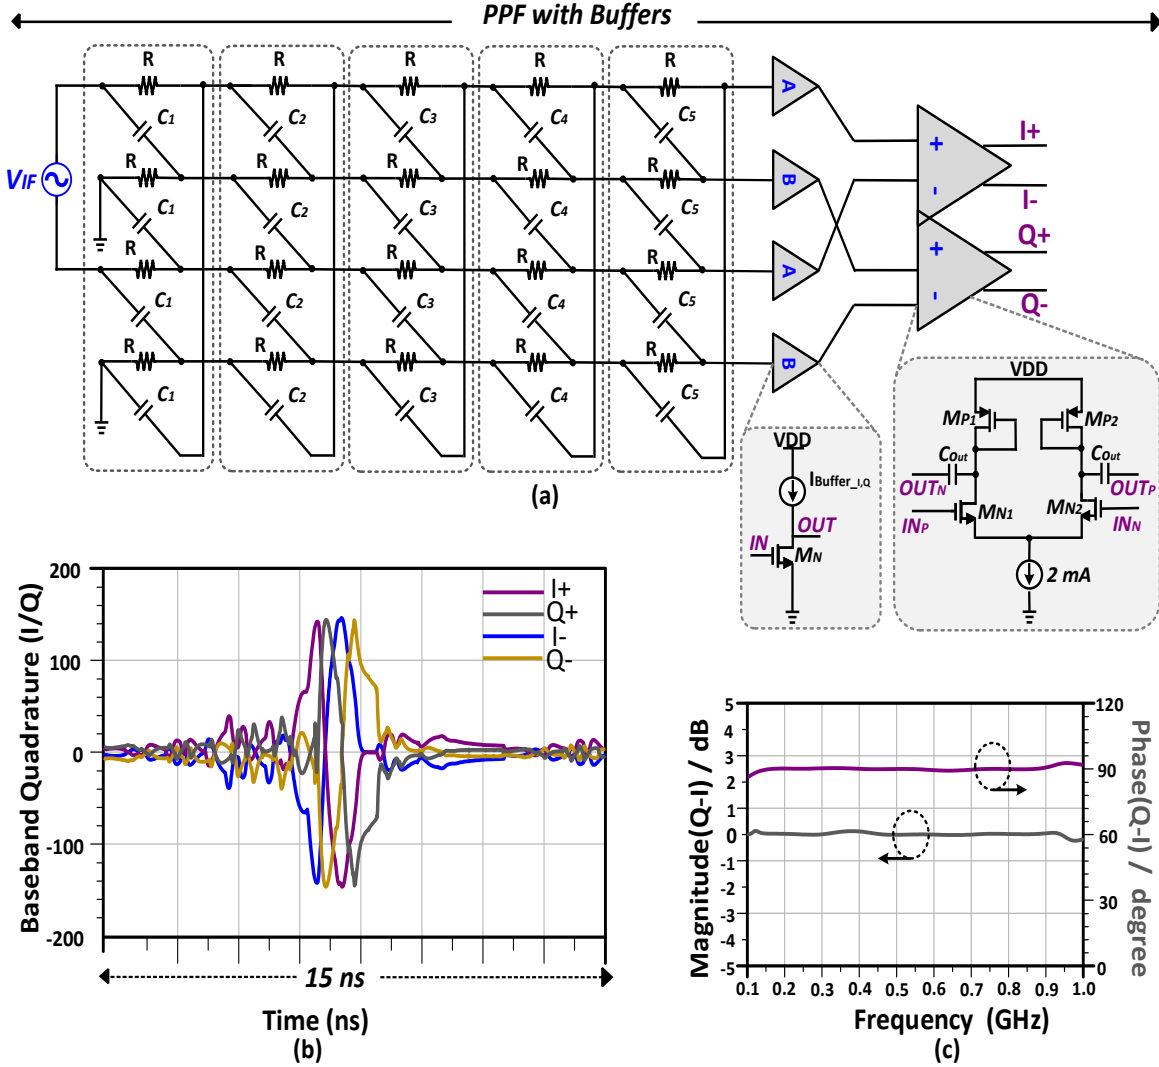 PPF with Buffers
R R R R R
C1 C2 C3 C4 C5
A
I+
R R R R R
+
VIF
B
-
I-
C1 C2 C3 C4 C5
Q+
R R R R R
A
+
C1 C2 C3 C4 C5
-
Q-
R R R R R
B
C1 C2 C3 C4 C5
VDD
IBuffer_I,Q
OUT
IN
MN
VDD
MP1 MP2
COut COut
OUTN OUTP
MN1 MN2
INP INN
2 mA
(a)
Baseband Quadrature (I/Q)
200
100
0
-100
-200
I+
Q+
I-
Q-
15 ns
Time (ns)
(b)
Magnitude(Q-I) / dB
5
4
3
2
1
0
-1
-2
-3
-4
-5
120
90
60
30
0
Phase(Q-I) / degree
0.1 0.2 0.3 0.4 0.5 0.6 0.7 0.8 0.9 1.0
Frequency (GHz)
(c)